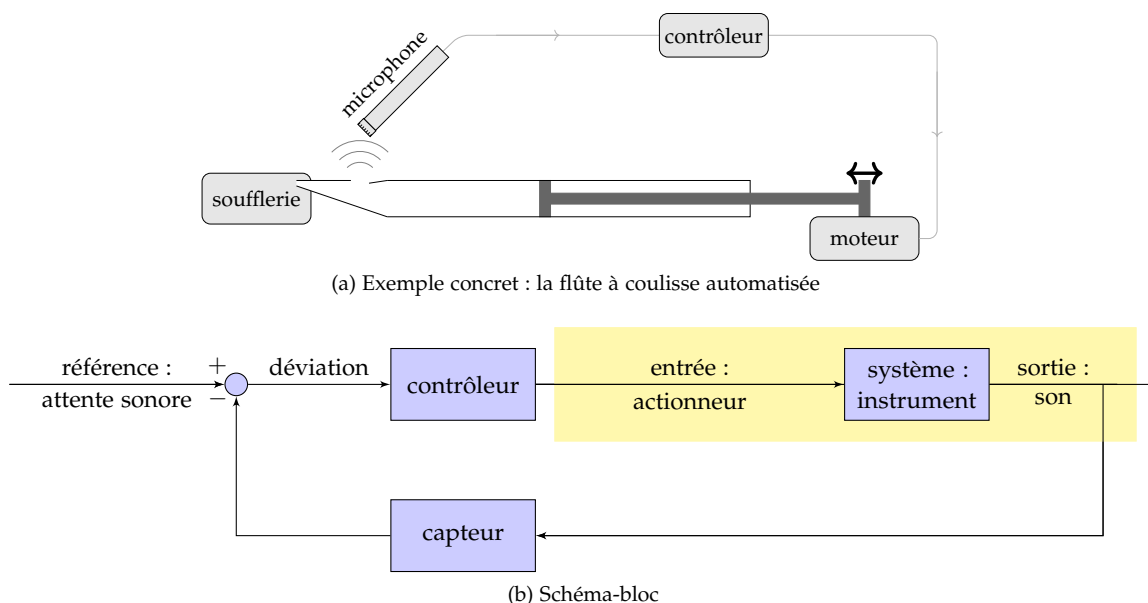 microphone
contrôleur
soufflerie
moteur
(a) Exemple concret : la flûte à coulisse automatisée
référence :
attente sonore
+
−
déviation
contrôleur
entrée :
actionneur
système :
instrument
sortie :
son
capteur
(b) Schéma-bloc